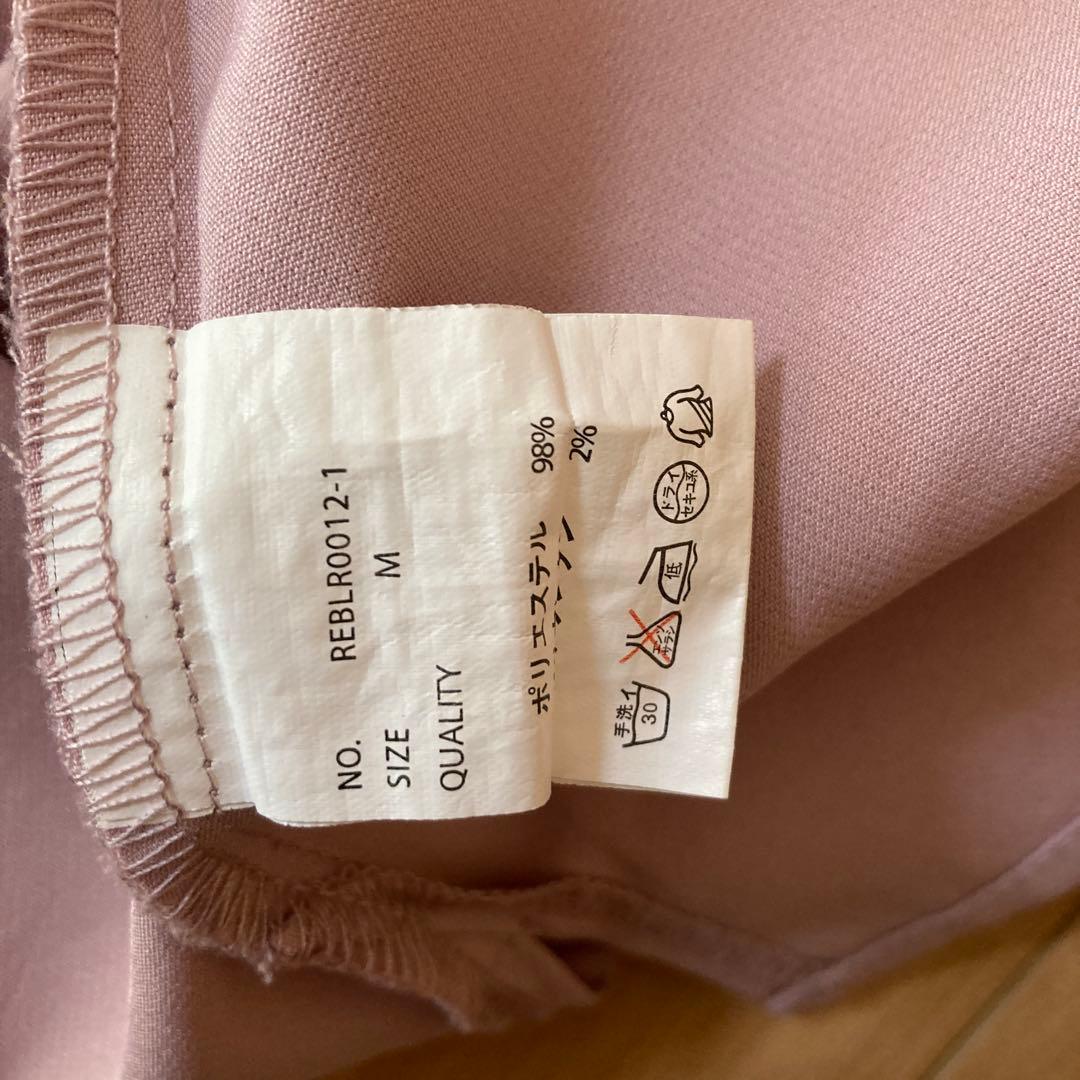 NO. REBLR0012-1
SIZE M
QUALITY
ポリエステル 98%
2%
手洗イ 30
エンソ サラシ
低
ドライ セキユ系